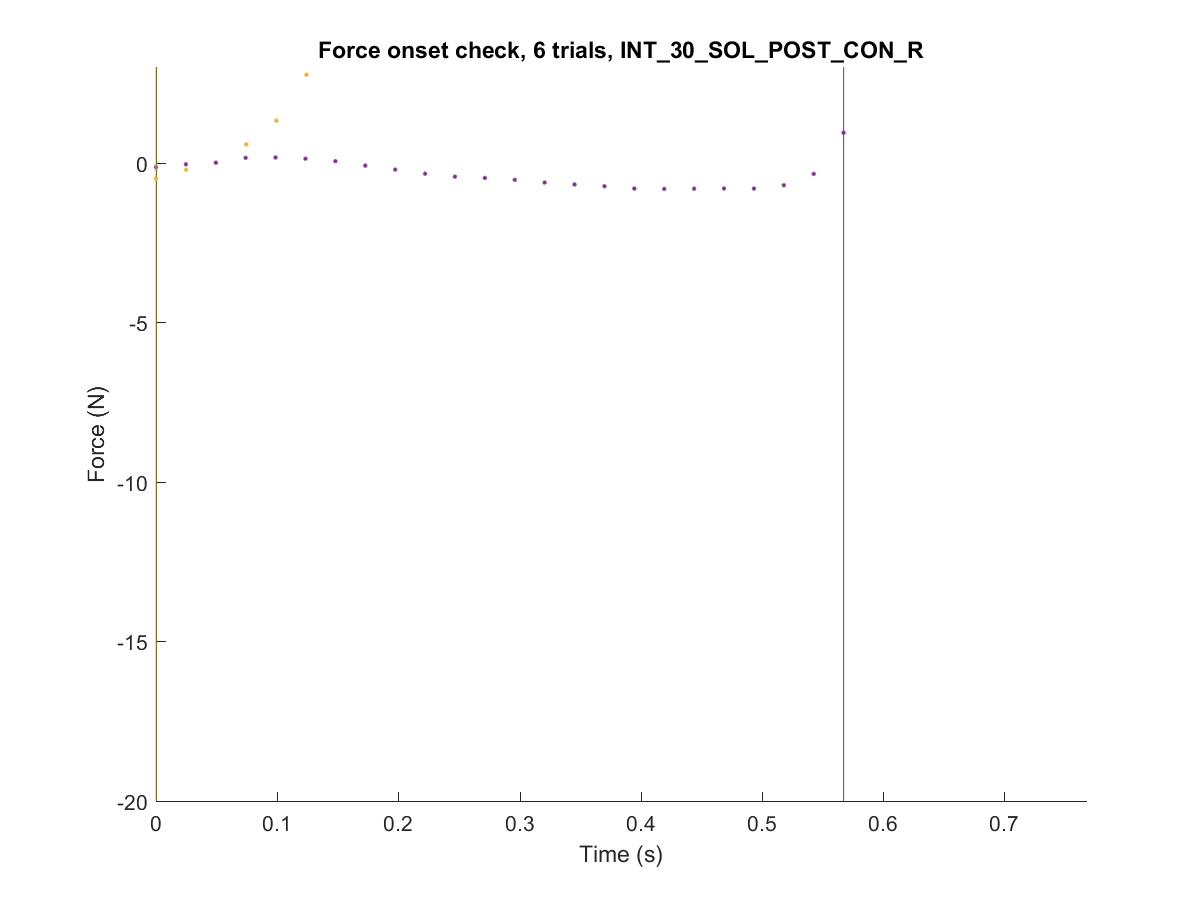 Force onset check, 6 trials, INT_30_SOL_POST_CON_R
0
-5
-10
-15
-20
Force (N)
0 0.1 0.2 0.3 0.4 0.5 0.6 0.7
Time (s)